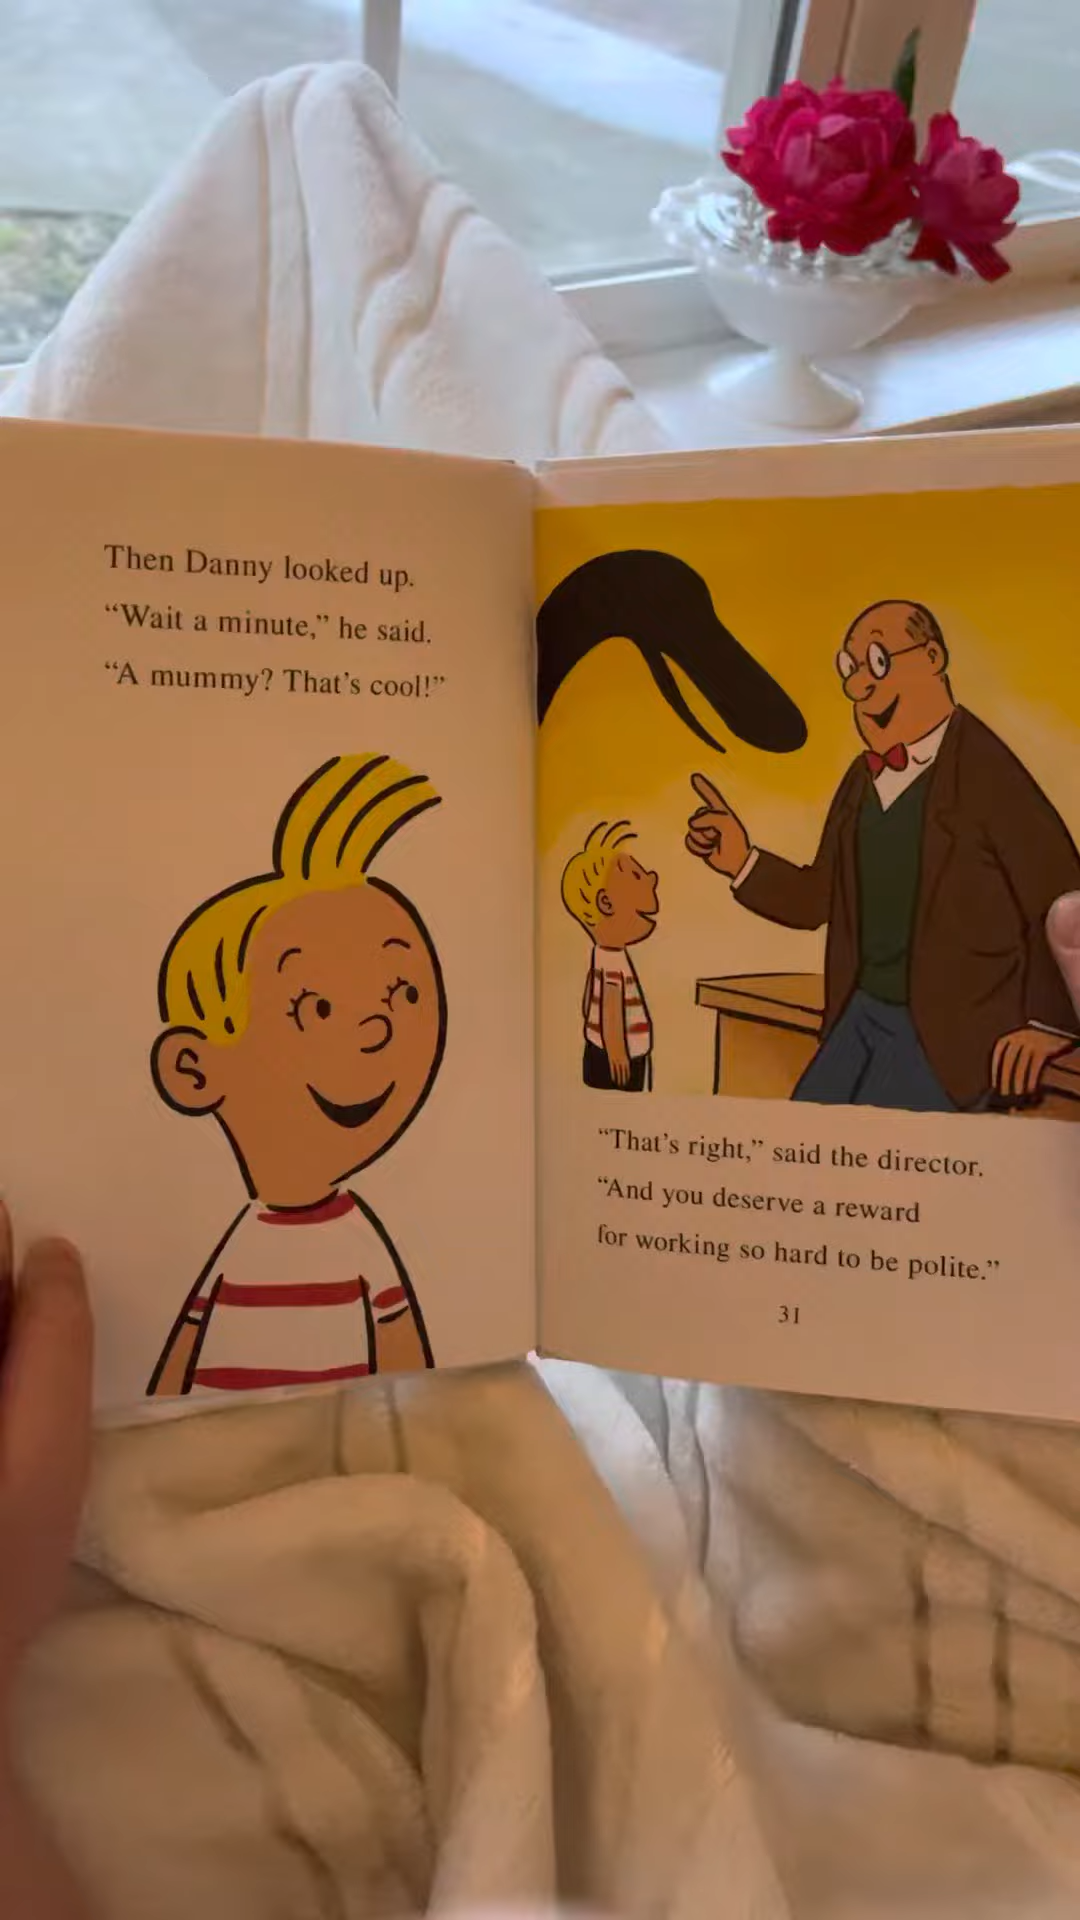 Then Danny looked up.
“Wait a minute,” he said.
“A mummy? That’s cool!”
“That’s right,” said the director.
“And you deserve a reward
for working so hard to be polite.”
31